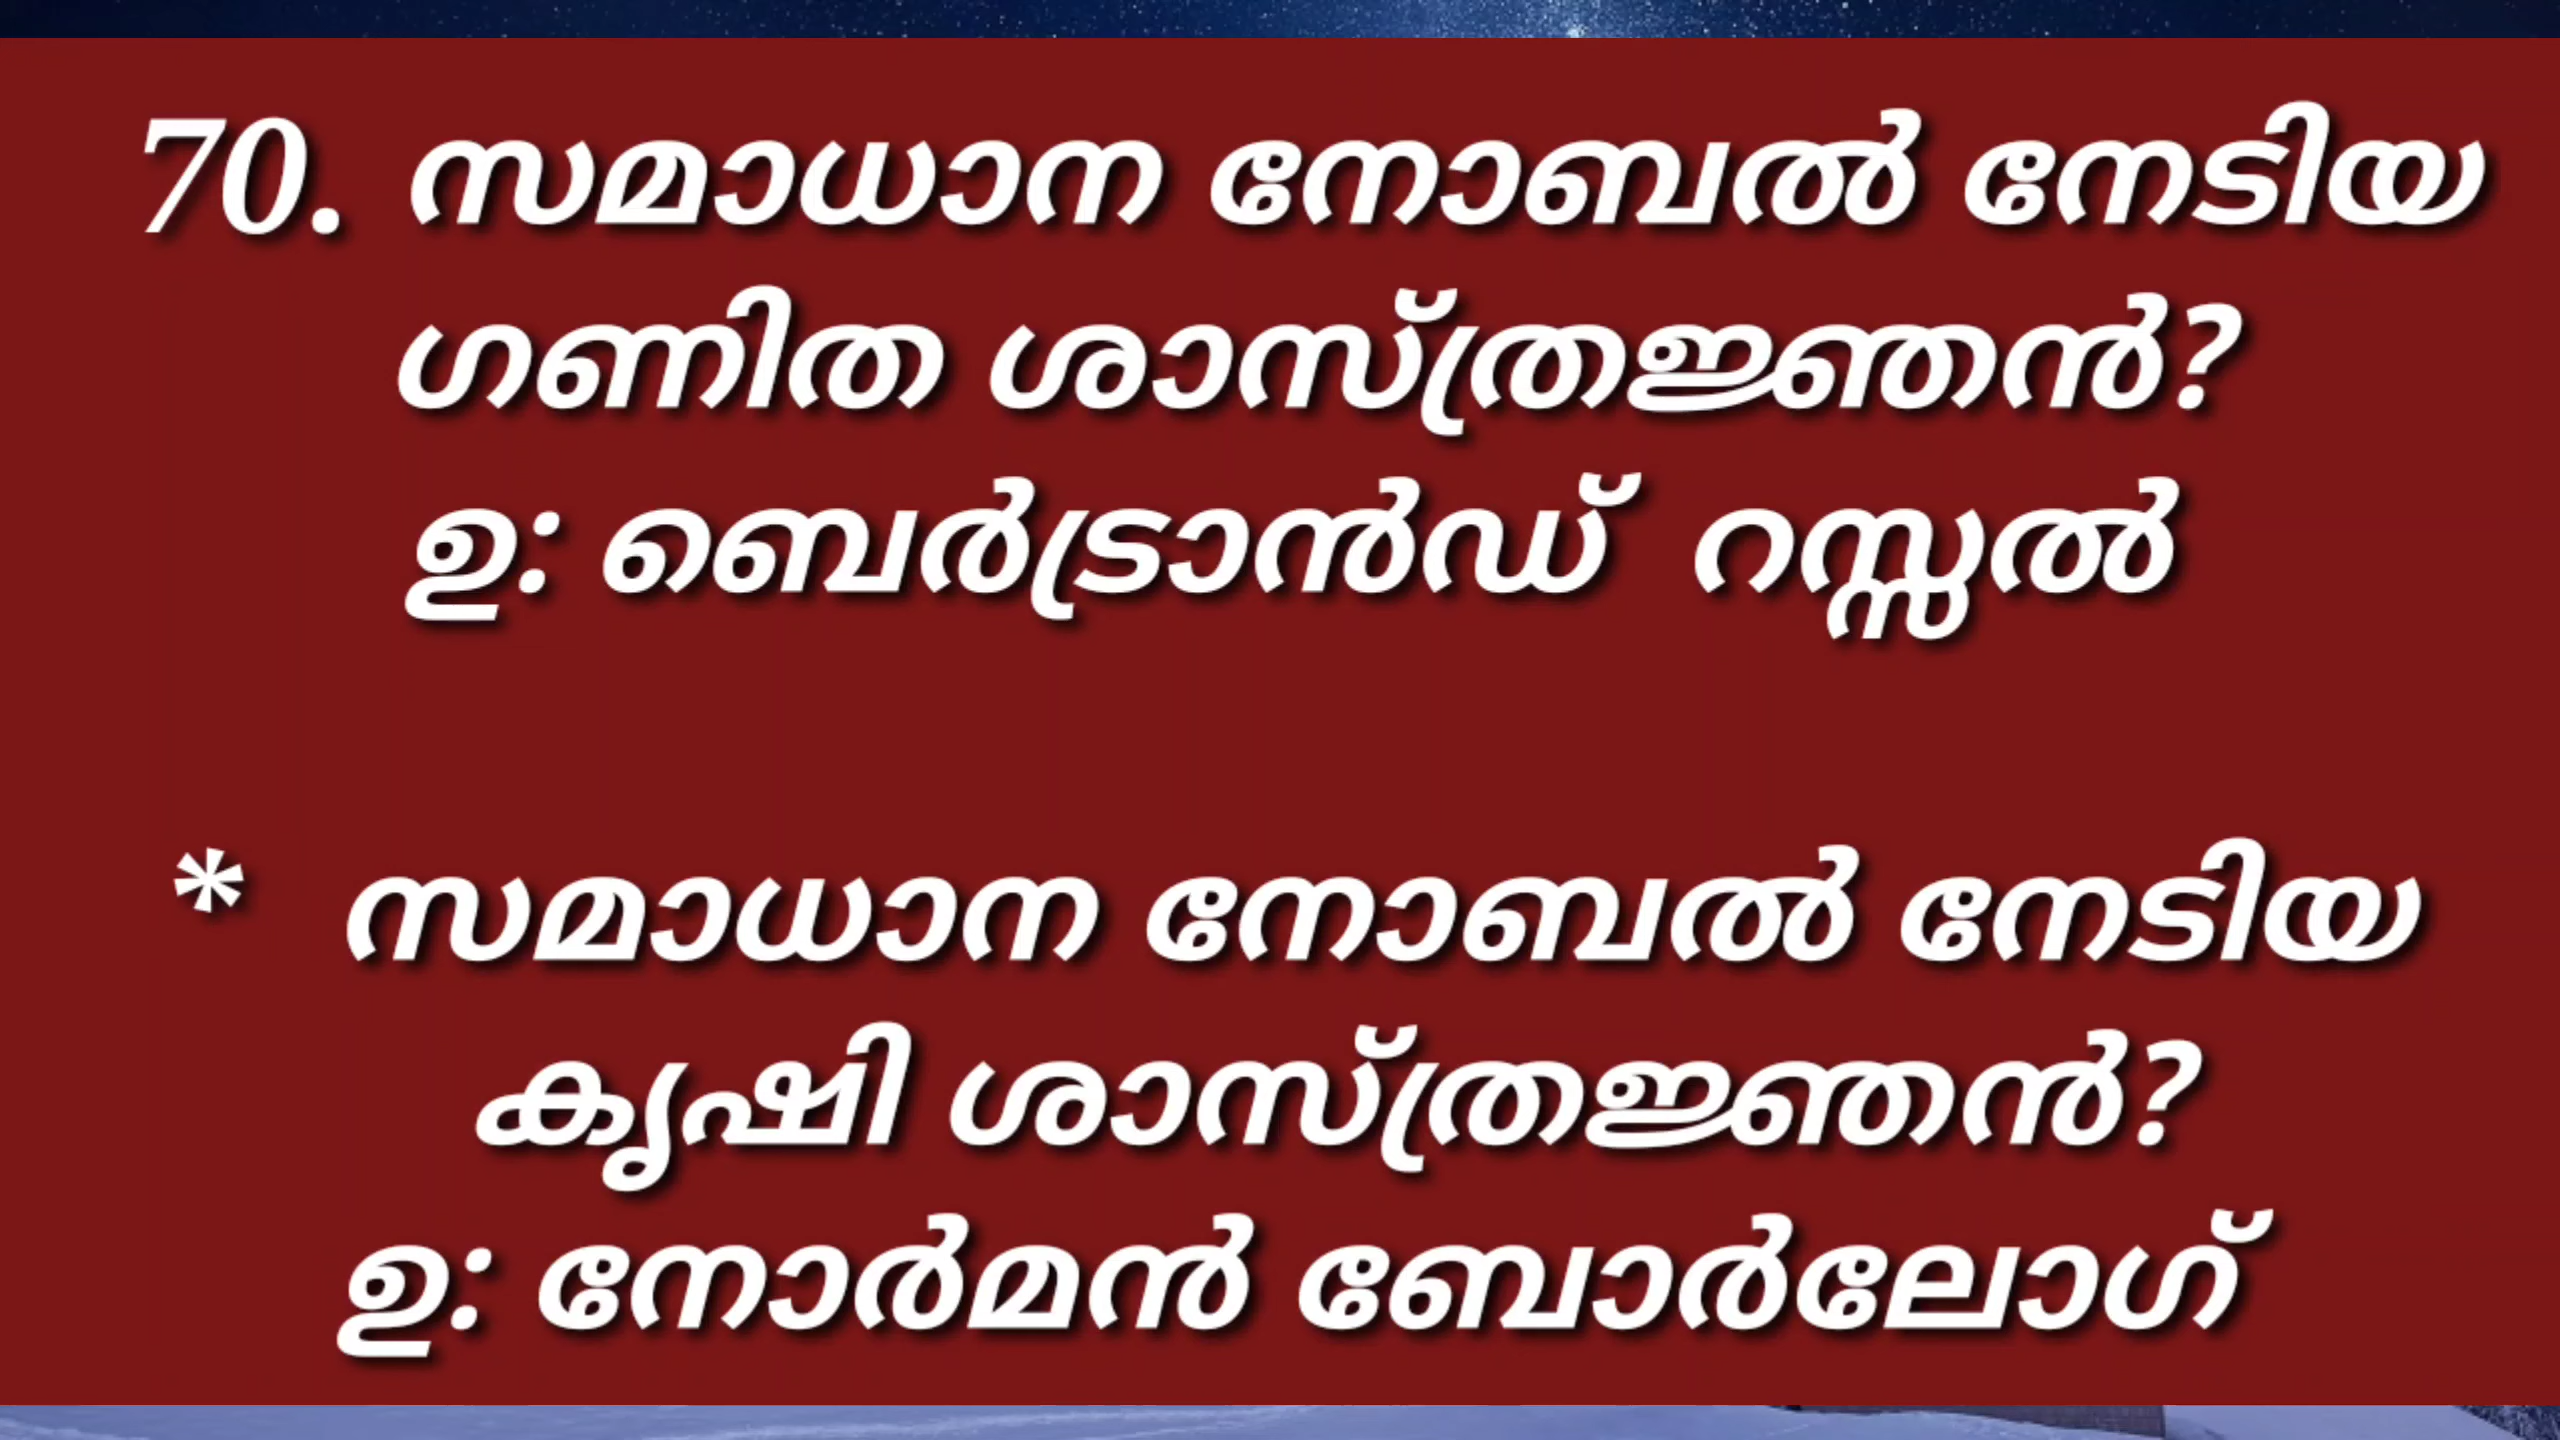 70. സമാധാന നോബൽ നേടിയ
ഗണിത ശാസ്ത്രജ്ഞൻ?
ഉ: ബെർട്രാൻഡ് റസ്സൽ
* സമാധാന നോബൽ നേടിയ
കൃഷി ശാസ്ത്രജ്ഞൻ?
ഉ: നോർമൻ ബോർലോഗ്